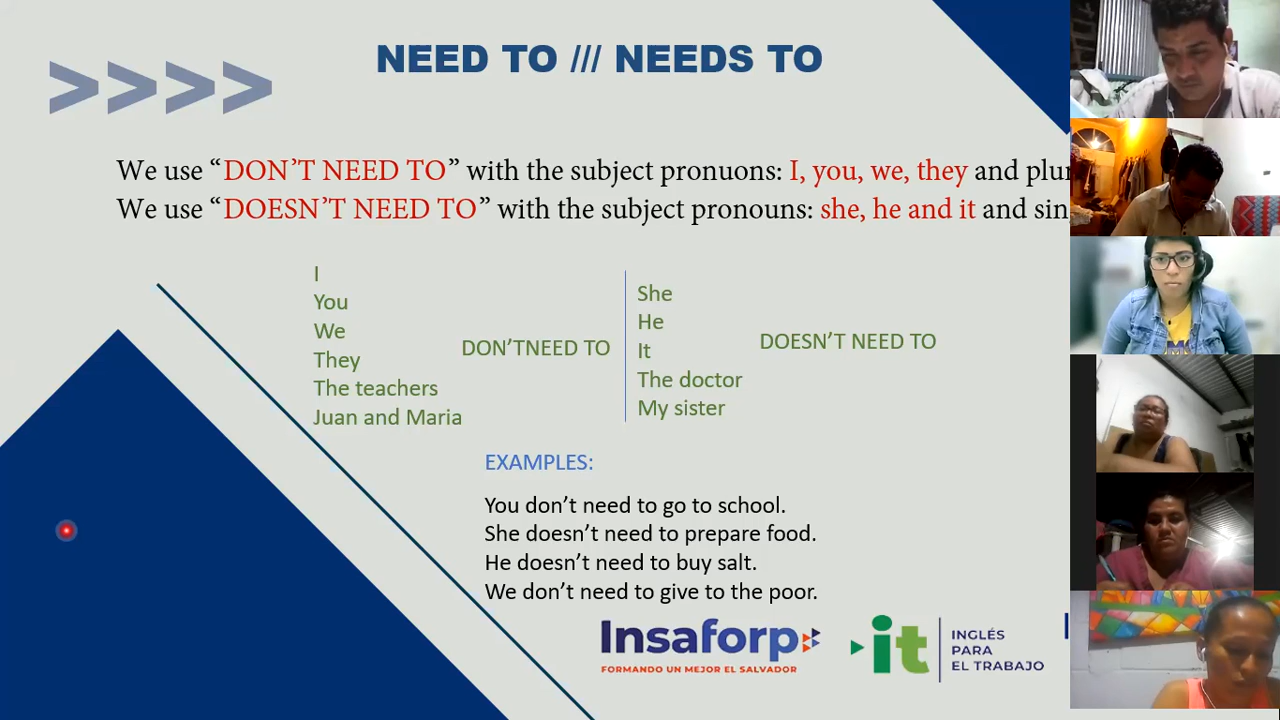 >>>>
NEED TO /// NEEDS TO
We use “DON’T NEED TO” with the subject pronuons: I, you, we, they and
We use “DOESN’T NEED TO” with the subject pronouns: she, he and it and
I
You
We
They
The teachers
Juan and Maria
DON’TNEED TO
She
He
It
The doctor
My sister
DOESN’T NEED TO
EXAMPLES:
You don’t need to go to school.
She doesn’t need to prepare food.
He doesn’t need to buy salt.
We don’t need to give to the poor.
Insaforp
FORMANDO UN MEJOR EL SALVADOR
it
INGLÉS
PARA
EL TRABAJO